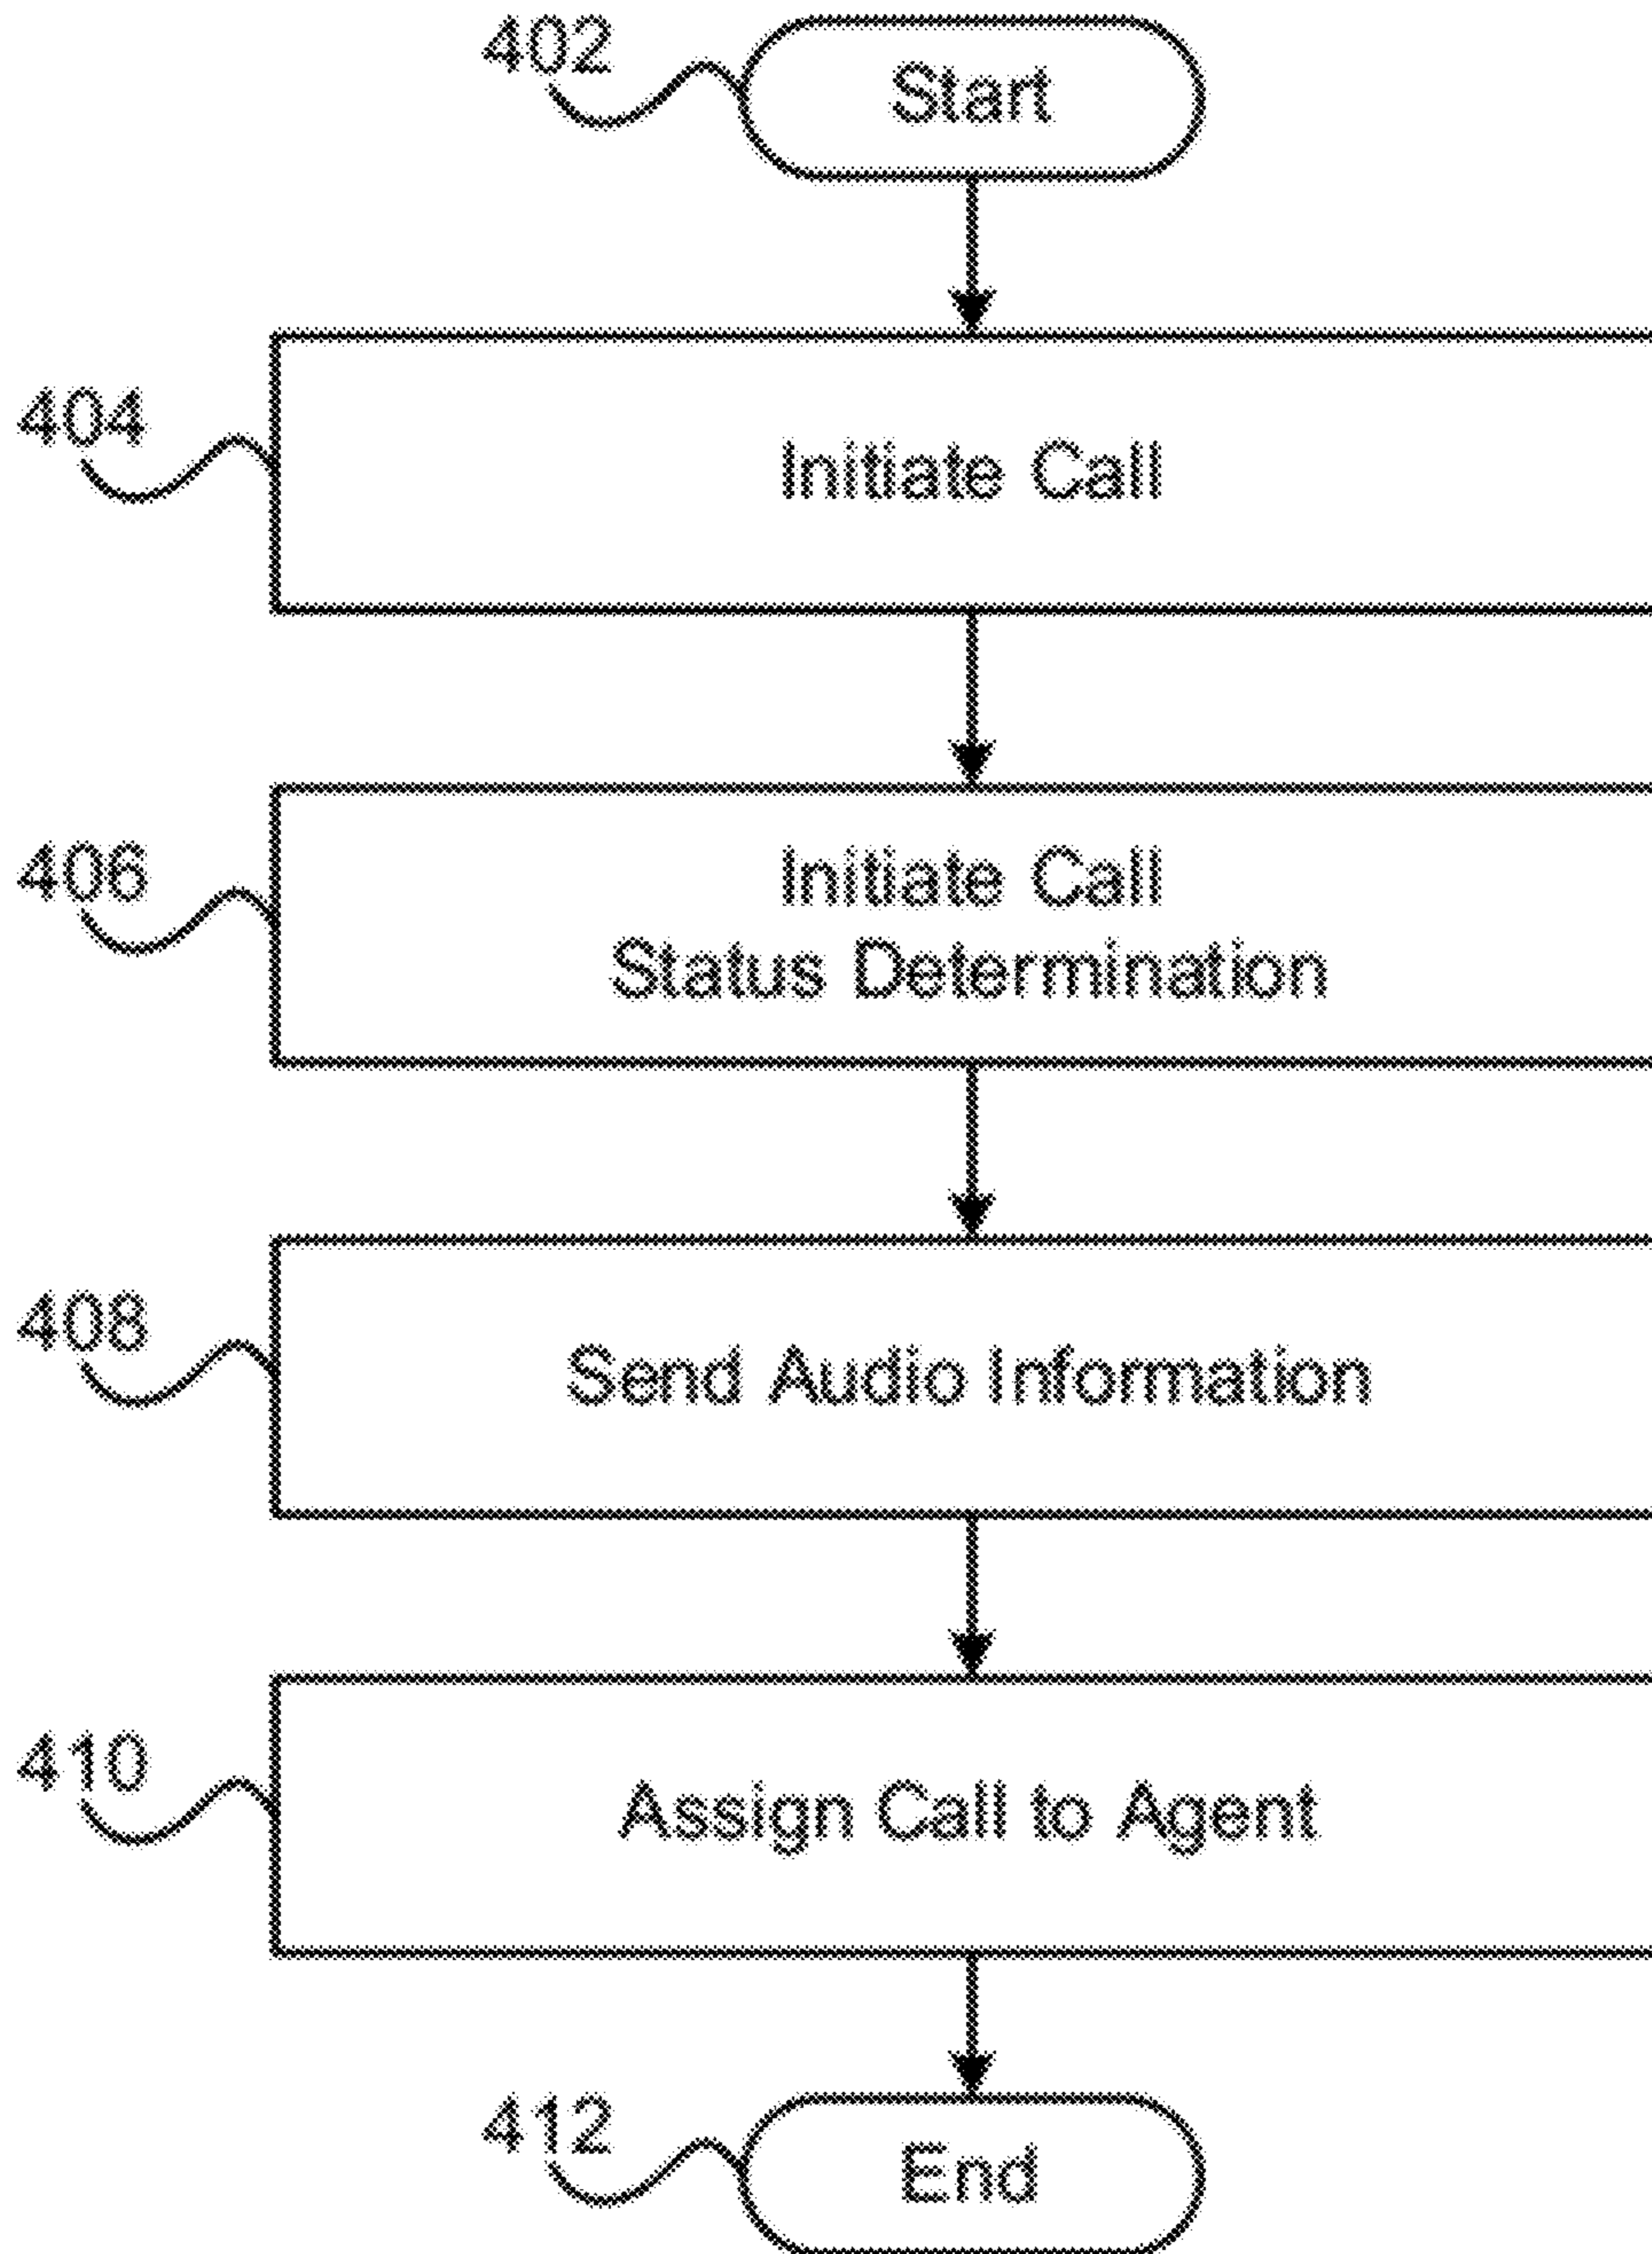 402
Start
404
Initiate Call
406
Initiate Call
Status Determination
408
Send Audio Information
410
Assign Call to Agent
412
End